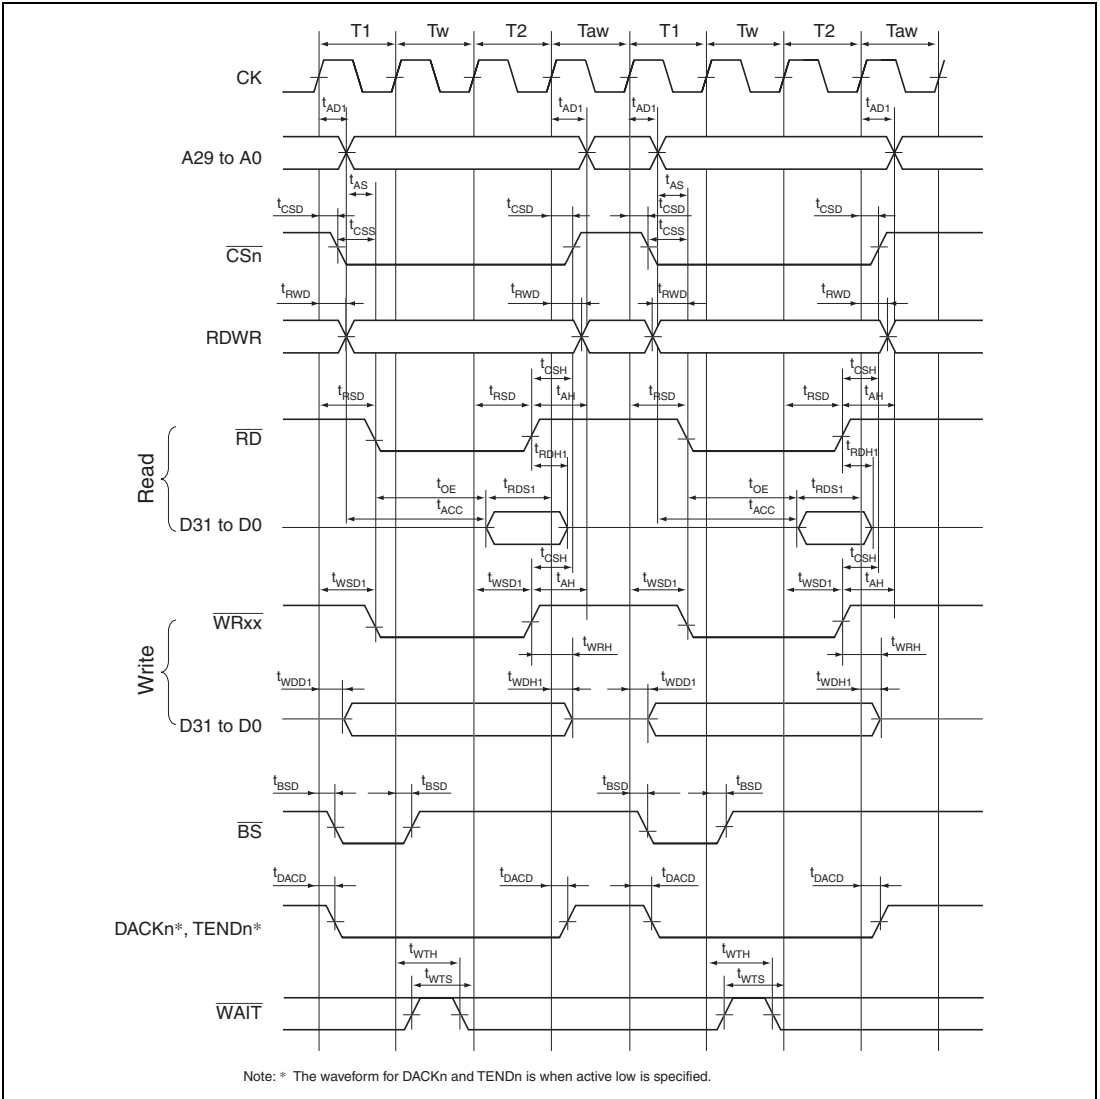 T1 Tw T2 Taw T1 Tw T2 Taw
CK
tAD1 tAD1 tAD1 tAD1
A29 to A0
tAS tAS
tCSD tCSD tCSD tCSD
tCSS tCSS
CSn
tRWD tRWD tRWD tRWD
RDWR
tCSH tCSH
tRSD tRSD tAH tRSD tRSD tAH
RD
tRDH1 tRDH1
Read
tOE tRDS1 tOE tRDS1
tACC tACC
D31 to D0
tCSH tCSH
tWSD1 tWSD1 tAH tWSD1 tWSD1 tAH
WRxx
tWRH tWRH
Write
tWDD1 tWDH1 tWDD1 tWDH1
D31 to D0
tBSD tBSD tBSD tBSD
BS
tDACD tDACD tDACD tDACD
DACKn*, TENDn*
tWTH tWTH
tWTS tWTS
WAIT
Note: * The waveform for DACKn and TENDn is when active low is specified.